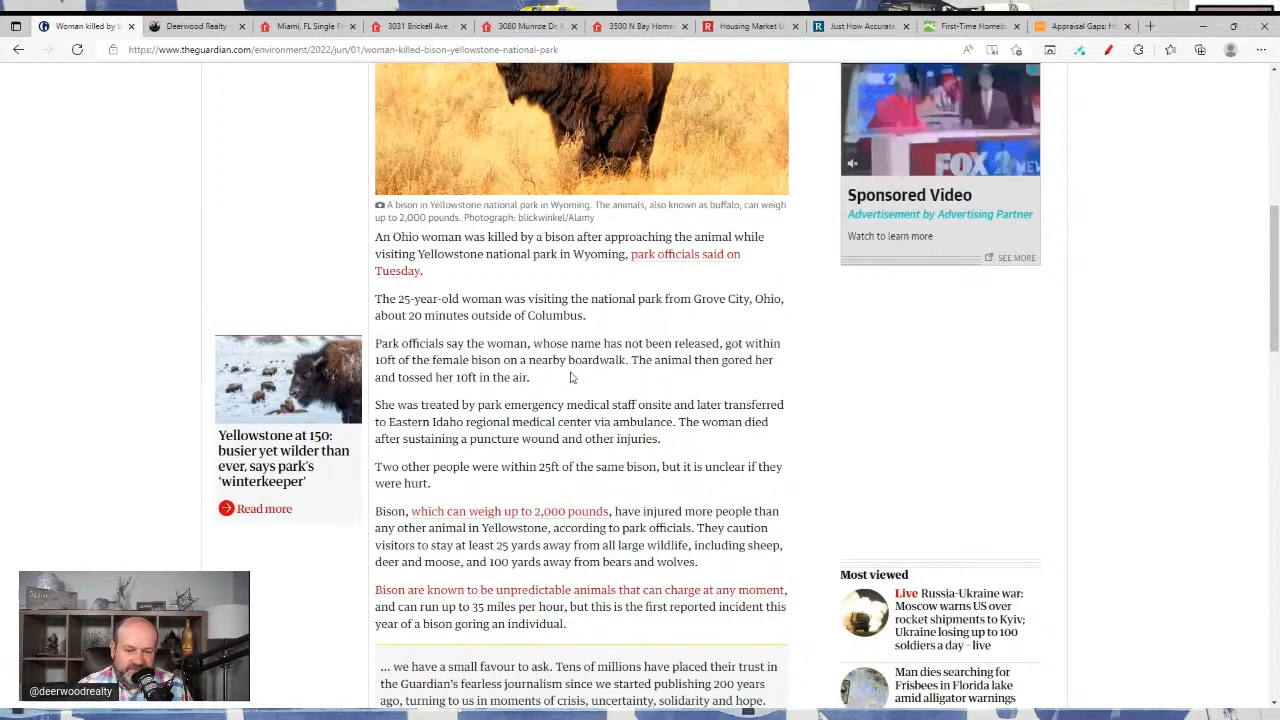 Woman killed by b
Deerwood Realty
Miami, FL Single F
3031 Brickell Ave,
3080 Munroe Dr, 
3500 N Bay Home
Housing Market U
Just How Accurate
First-Time Homeb
Appraisal Gaps: H
https://www.theguardian.com/environment/2022/jun/01/woman-killed-bison-yellowstone-national-park
A bison in Yellowstone national park in Wyoming. The animals, also known as buffalo, can weigh
up to 2,000 pounds. Photograph: blickwinkel/Alamy
An Ohio woman was killed by a bison after approaching the animal while
visiting Yellowstone national park in Wyoming, park officials said on
Tuesday.
The 25-year-old woman was visiting the national park from Grove City, Ohio,
about 20 minutes outside of Columbus.
Park officials say the woman, whose name has not been released, got within
10ft of the female bison on a nearby boardwalk. The animal then gored her
and tossed her 10ft in the air.
She was treated by park emergency medical staff onsite and later transferred
to Eastern Idaho regional medical center via ambulance. The woman died
after sustaining a puncture wound and other injuries.
Two other people were within 25ft of the same bison, but it is unclear if they
were hurt.
Bison, which can weigh up to 2,000 pounds, have injured more people than
any other animal in Yellowstone, according to park officials. They caution
visitors to stay at least 25 yards away from all large wildlife, including sheep,
deer and moose, and 100 yards away from bears and wolves.
Bison are known to be unpredictable animals that can charge at any moment,
and can run up to 35 miles per hour, but this is the first reported incident this
year of a bison goring an individual.
... we have a small favour to ask. Tens of millions have placed their trust in
the Guardian's fearless journalism since we started publishing 200 years
ago, turning to us in moments of crisis, uncertainty, solidarity and hope.
Yellowstone at 150:
busier yet wilder than
ever, says park's
'winterkeeper'
Read more
FOX 2 NEW
Sponsored Video
Advertisement by Advertising Partner
Watch to learn more
SEE MORE
Most viewed
Live Russia-Ukraine war:
Moscow warns US over
rocket shipments to Kyiv;
Ukraine losing up to 100
soldiers a day – live
Man dies searching for
Frisbees in Florida lake
amid alligator warnings
@deerwoodrealty